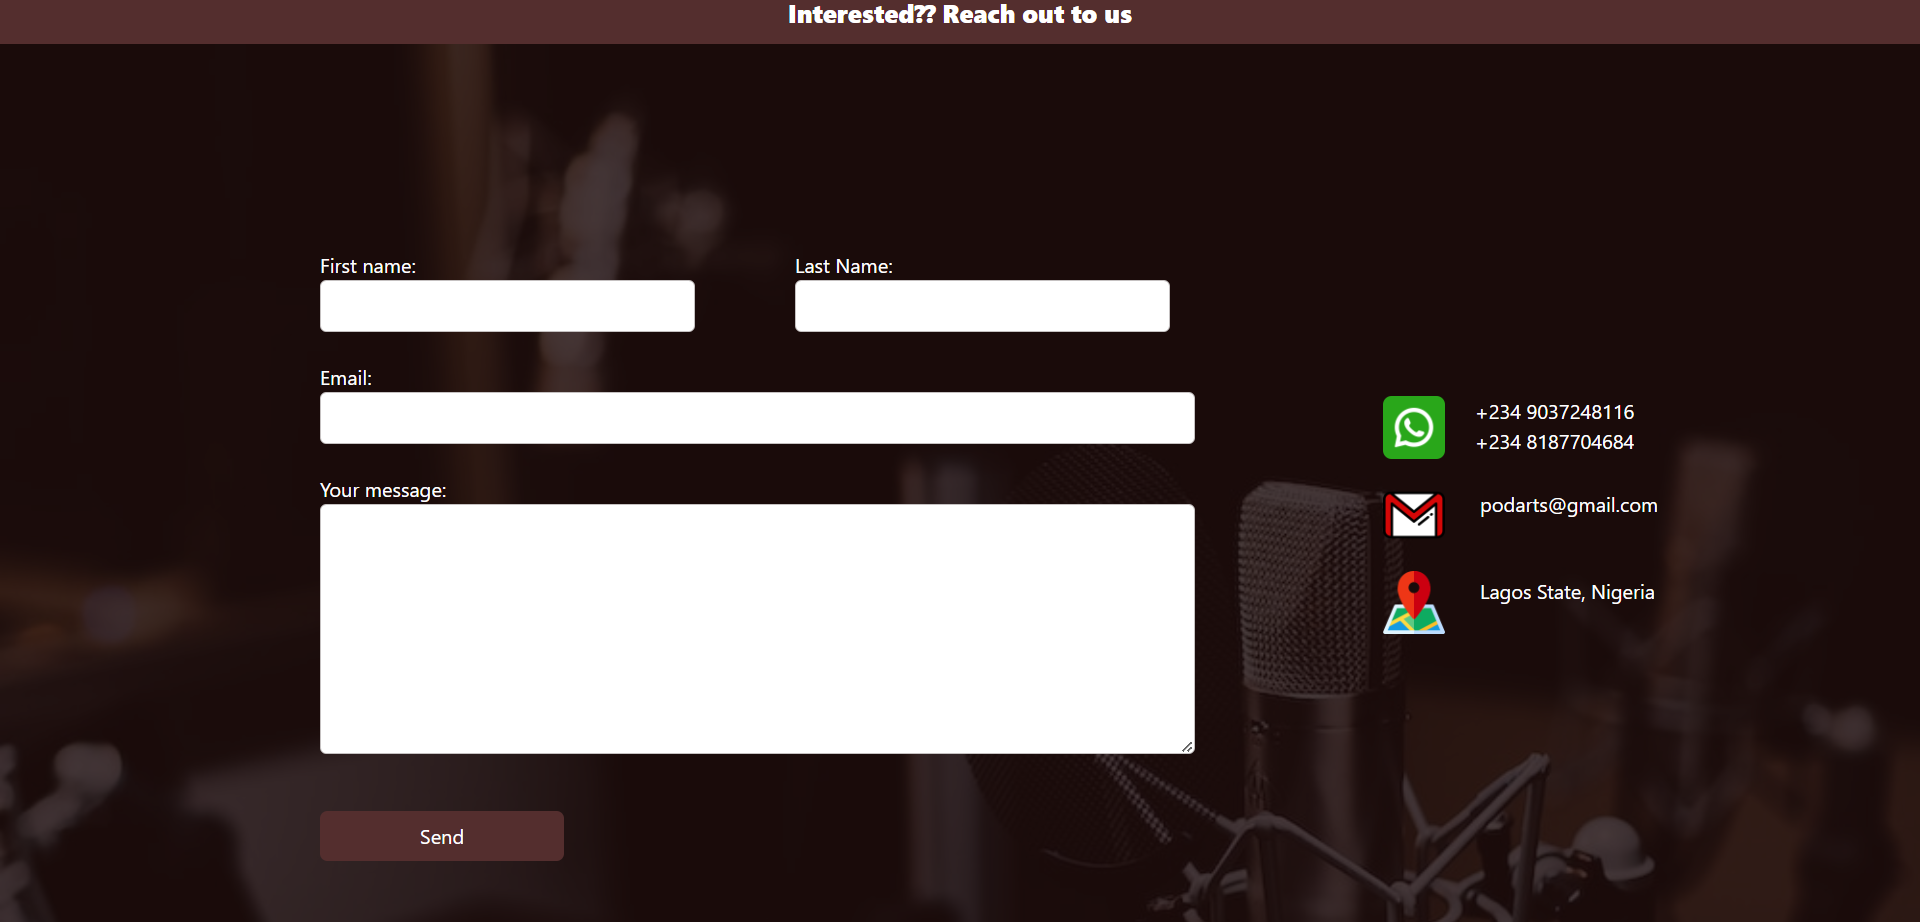 Interested?? Reach out to us
First name:
Last Name:
Email:
Your message:
Send
+234 9037248116
+234 8187704684
podarts@gmail.com
Lagos State, Nigeria